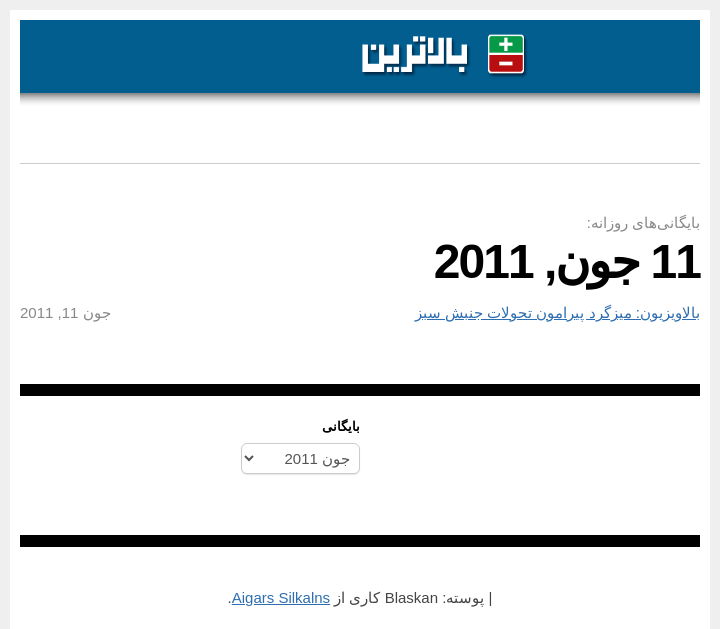 بالاترین
بایگانی‌های روزانه:
11 جون, 2011
بالاویزیون: میزگرد پیرامون تحولات جنبش سبز
جون 11, 2011
بایگانی
جون 2011
| پوسته: Blaskan کاری از Aigars Silkalns.